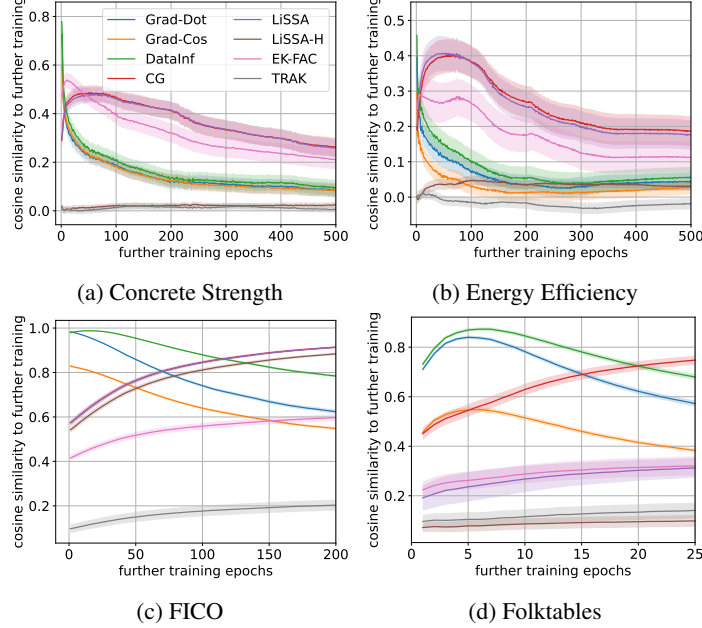 cosine similarity to further training
0.8
0.6
0.4
0.2
0.0
Grad-Dot
Grad-Cos
DataInf
CG
LiSSA
LiSSA-H
EK-FAC
TRAK
0 100 200 300 400 500
further training epochs
(a) Concrete Strength
cosine similarity to further training
0.5
0.4
0.3
0.2
0.1
0.0
0 100 200 300 400 500
further training epochs
(b) Energy Efficiency
cosine similarity to further training
1.0
0.8
0.6
0.4
0.2
0 50 100 150 200
further training epochs
(c) FICO
cosine similarity to further training
0.8
0.6
0.4
0.2
0 5 10 15 20 25
further training epochs
(d) Folktables